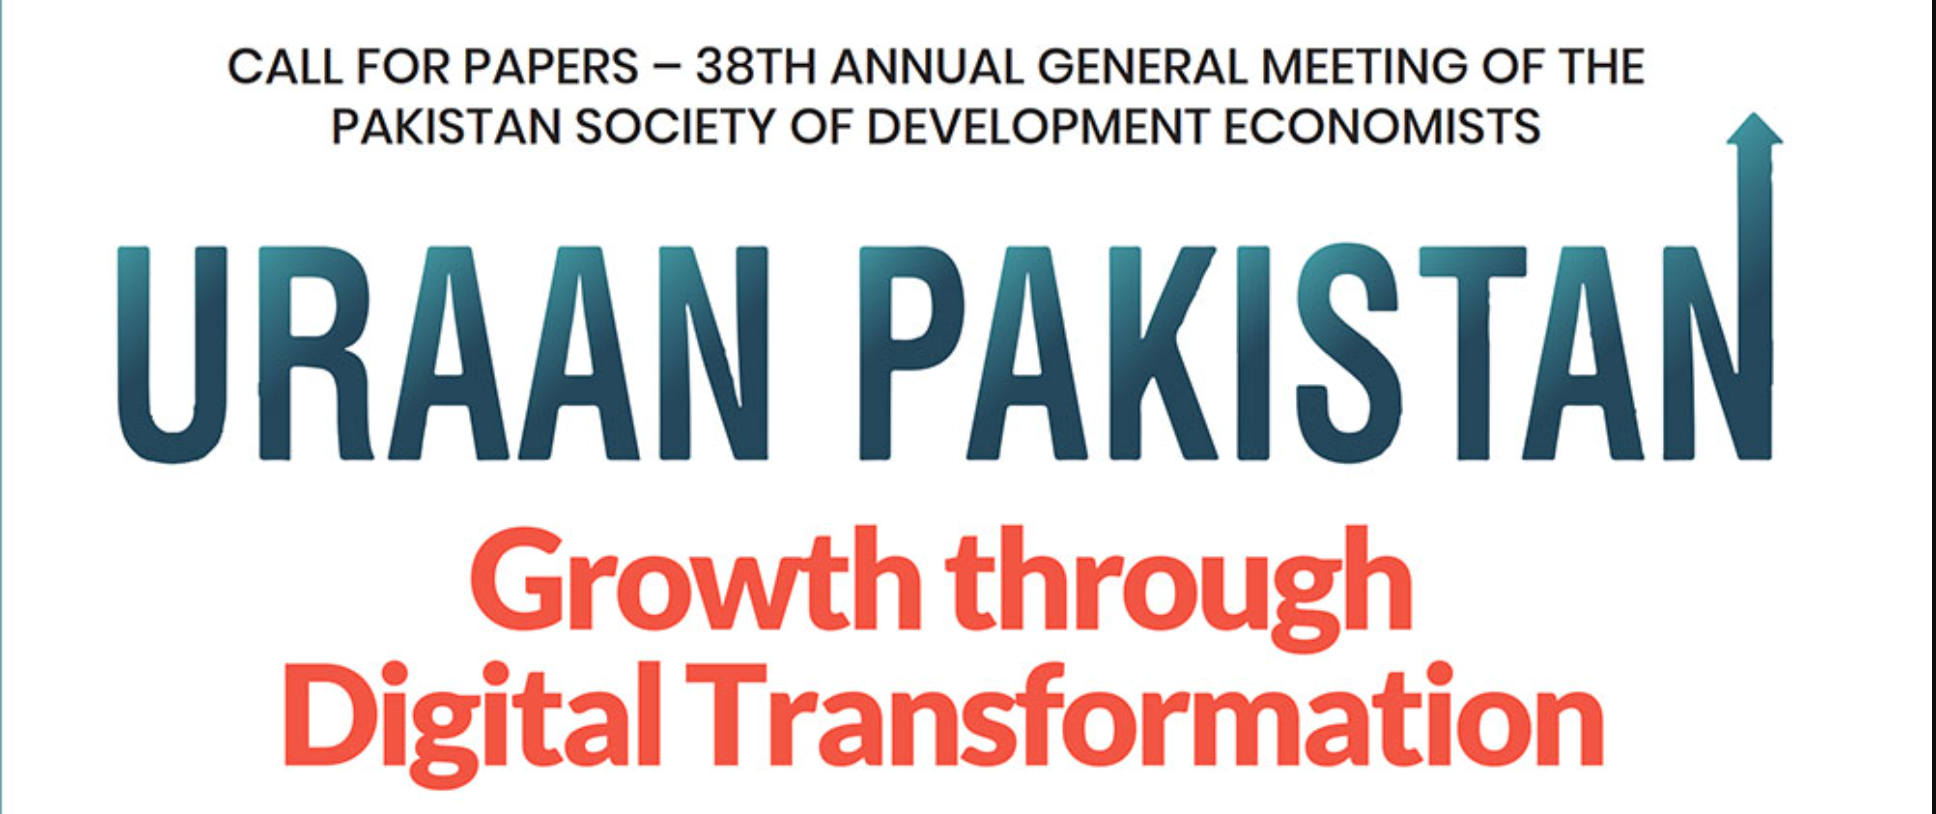 CALL FOR PAPERS – 38TH ANNUAL GENERAL MEETING OF THE
PAKISTAN SOCIETY OF DEVELOPMENT ECONOMISTS
URAAN PAKISTAN
Growth through
Digital Transformation